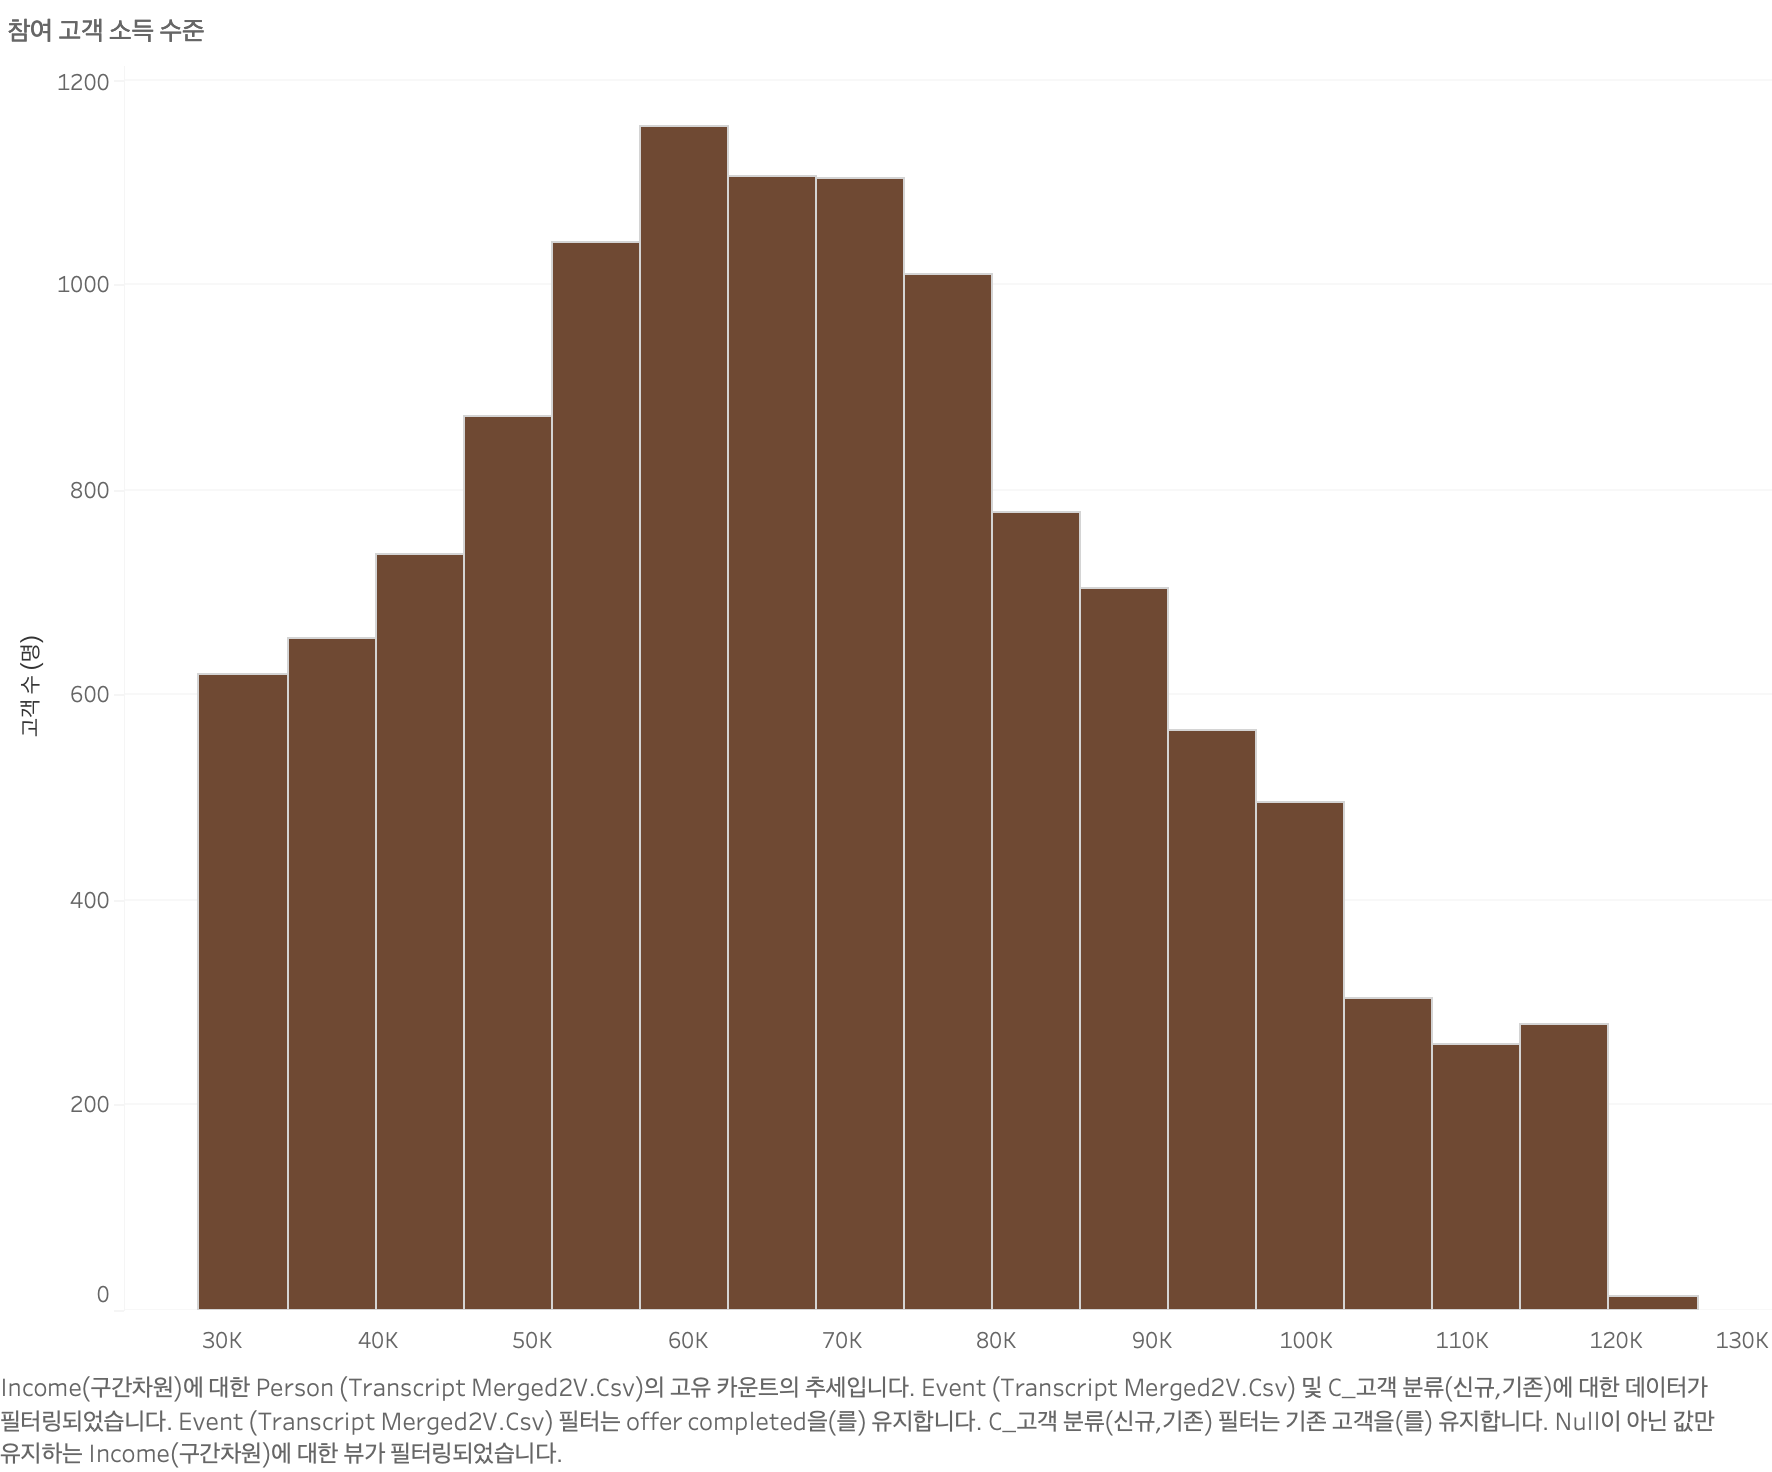 참여 고객 소득 수준
1200
1000
800
600
400
200
0
고객 수 (명)
30K 40K 50K 60K 70K 80K 90K 100K 110K 120K 130K
Income(구간차원)에 대한 Person (Transcript Merged2V.Csv)의 고유 카운트의 추세입니다. Event (Transcript Merged2V.Csv) 및 C_고객 분류(신규,기존)에 대한 데이터가
필터링되었습니다. Event (Transcript Merged2V.Csv) 필터는 offer completed을(를) 유지합니다. C_고객 분류(신규,기존) 필터는 기존 고객을(를) 유지합니다. Null이 아닌 값만
유지하는 Income(구간차원)에 대한 뷰가 필터링되었습니다.